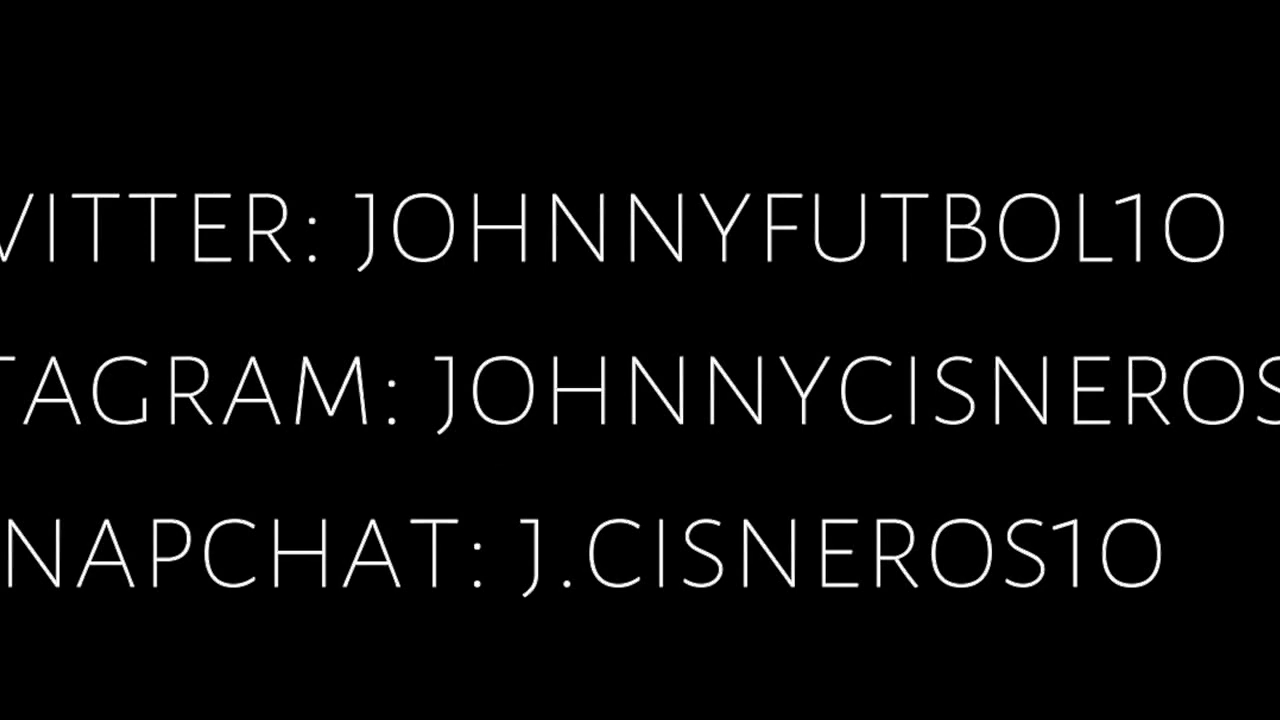 VITTER: JOHNNYFUTBOL10
TAGRAM: JOHNNYCISNEROS
NAPCHAT: J.CISNEROS10